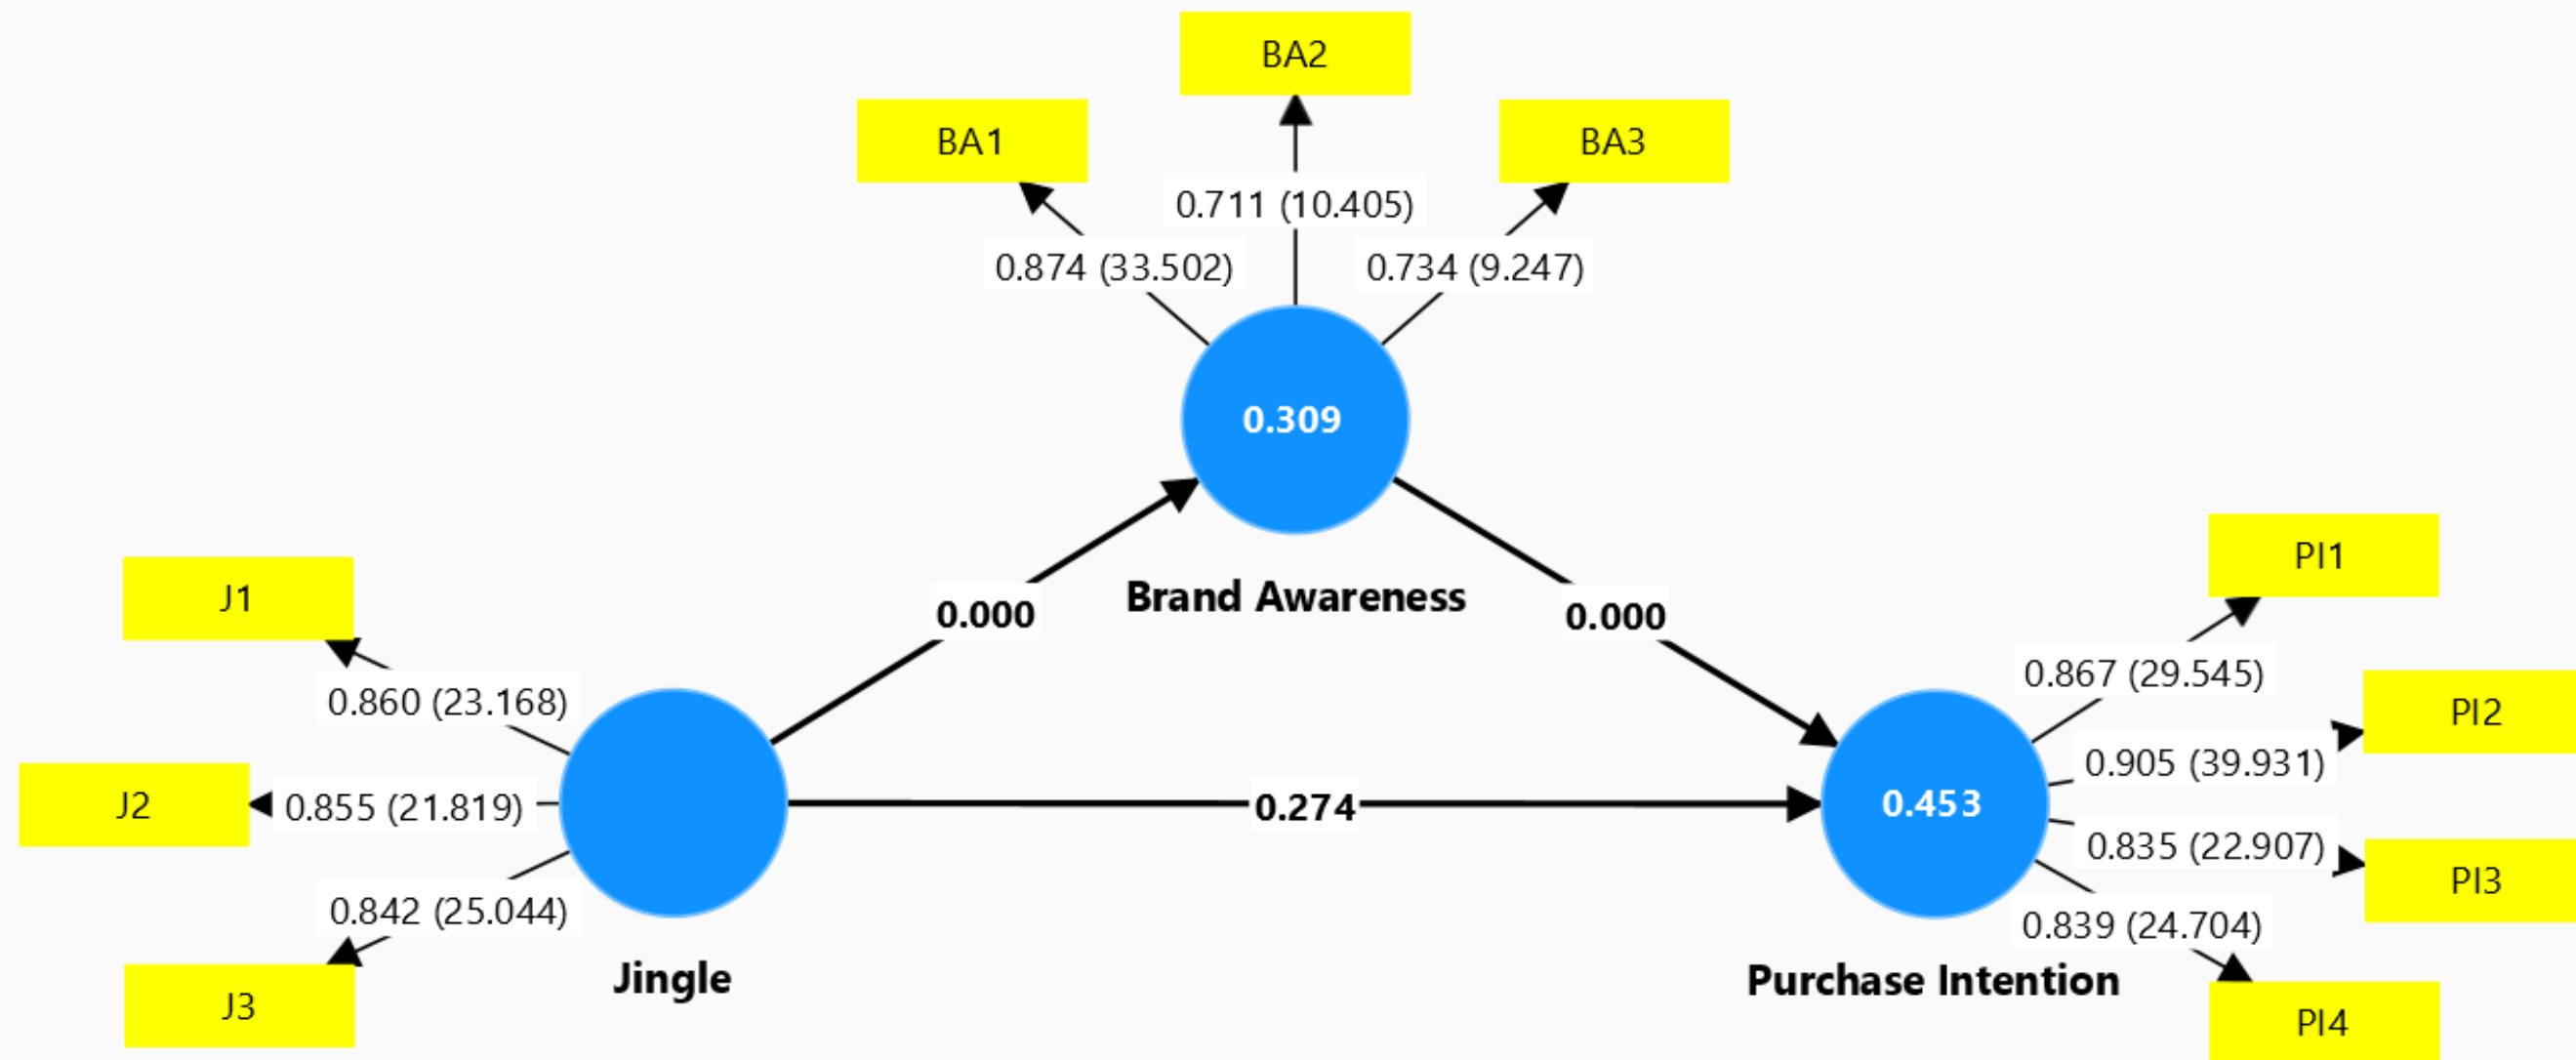 BA2
BA1
BA3
0.711 (10.405)
0.874 (33.502)
0.734 (9.247)
0.309
Brand Awareness
0.000
0.000
J1
0.860 (23.168)
J2
0.855 (21.819)
J3
0.842 (25.044)
Jingle
0.274
0.453
Purchase Intention
PI1
0.867 (29.545)
PI2
0.905 (39.931)
0.835 (22.907)
PI3
0.839 (24.704)
PI4